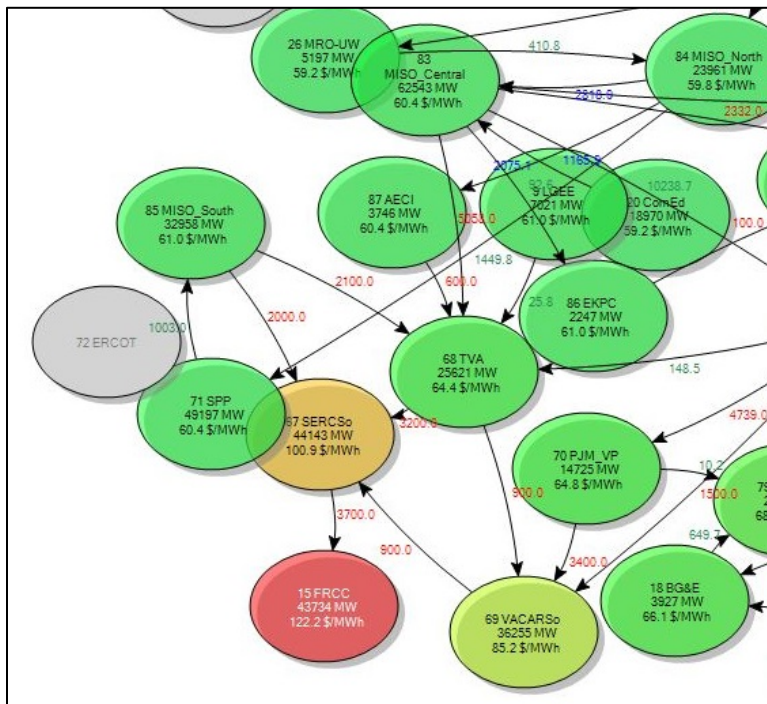 26 MRO-UW
5197 MW
59.2 $/MWh
83
MISO_Central
62543 MW
60.4 $/MWh
410.8
84 MISO_North
23961 MW
59.8 $/MWh
2818.9
2332.0
87 AECI
3746 MW
60.4 $/MWh
2075.1
1165.9
92.6
9 LGEE
7021 MW
61.0 $/MWh
10238.7
20 ComEd
18970 MW
59.2 $/MWh
100.0
85 MISO_South
32958 MW
61.0 $/MWh
5053.0
1449.8
600.0
2100.0
2000.0
25.8
86 EKPC
2247 MW
61.0 $/MWh
72 ERCOT
1003.0
68 TVA
25621 MW
64.4 $/MWh
148.5
71 SPP
49197 MW
60.4 $/MWh
67 SERCSo
44143 MW
100.9 $/MWh
3200.0
4739.0
70 PJM_VP
14725 MW
64.8 $/MWh
10.2
1500.0
900.0
79
2
68
3700.0
900.0
3400.0
649.7
15 FRCC
43734 MW
122.2 $/MWh
69 VACARSo
36255 MW
85.2 $/MWh
18 BG&E
3927 MW
66.1 $/MWh